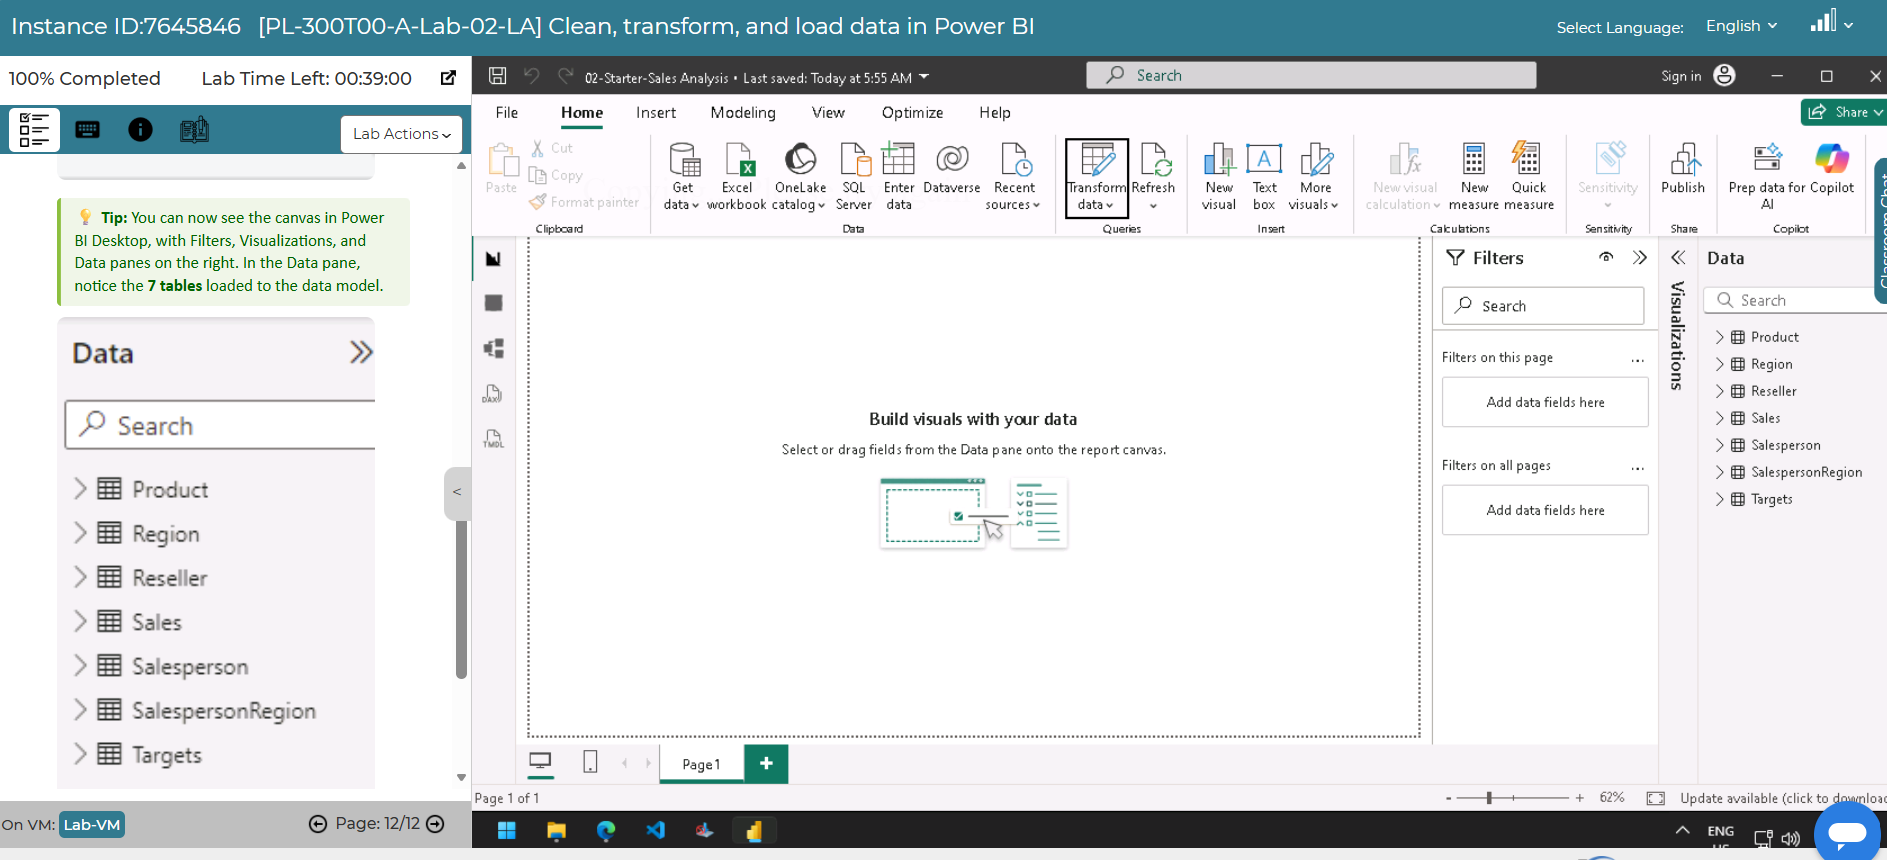 Instance ID:7645846 [PL-300T00-A-Lab-02-LA] Clean, transform, and load data in Power BI
Select Language: English
100% Completed Lab Time Left: 00:39:00
Lab Actions
Tip: You can now see the canvas in Power
BI Desktop, with Filters, Visualizations, and
Data panes on the right. In the Data pane,
notice the 7 tables loaded to the data model.
Data
Search
Product
Region
Reseller
Sales
Salesperson
SalespersonRegion
Targets
On VM: Lab-VM
Page: 12/12
<
02-Starter-Sales Analysis • Last saved: Today at 5:55 AM
Search
Sign in
File Home Insert Modeling View Optimize Help
Share
Paste
Cut
Copy
Format painter
Clipboard
Get
data
Excel
workbook
OneLake
catalog
SQL
Server
Enter
data
Dataverse
Recent
sources
Data
Transform
data
Refresh
Queries
New
visual
Text
box
More
visuals
Insert
New visual
calculation
New
measure
Quick
measure
Calculations
Sensitivity
Sensitivity
Publish
Share
Prep data for
AI
Copilot
Copilot
Classroom Chat
DAX
TMDL
Build visuals with your data
Select or drag fields from the Data pane onto the report canvas.
Filters
Search
Filters on this page
...
Add data fields here
Filters on all pages
...
Add data fields here
Visualizations
Data
Search
Product
Region
Reseller
Sales
Salesperson
SalespersonRegion
Targets
Page 1
+
Page 1 of 1
- + 62%
Update available (click to download
ENG